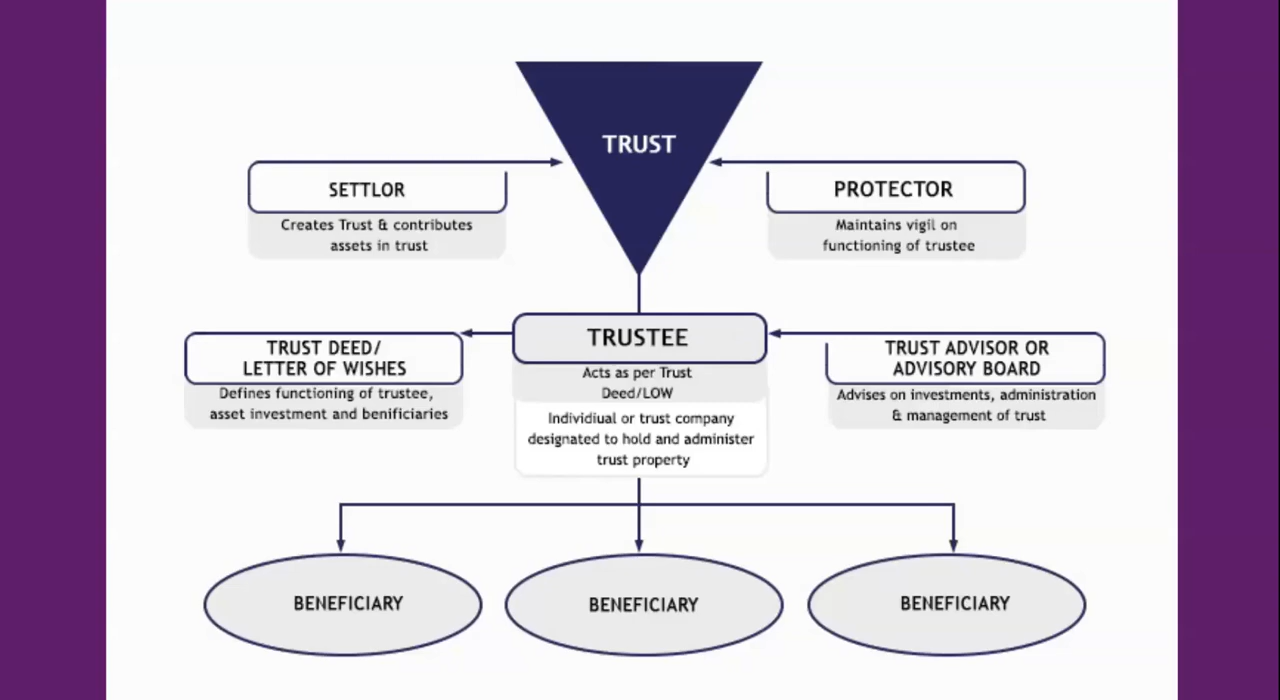 TRUST
SETTLOR
Creates Trust & contributes
assets in trust
PROTECTOR
Maintains vigil on
functioning of trustee
TRUST DEED/
LETTER OF WISHES
Defines functioning of trustee,
asset investment and benificiaries
TRUSTEE
Acts as per Trust
Deed/LOW
Individiual or trust company
designated to hold and administer
trust property
TRUST ADVISOR OR
ADVISORY BOARD
Advises on investments, administration
& management of trust
BENEFICIARY
BENEFICIARY
BENEFICIARY